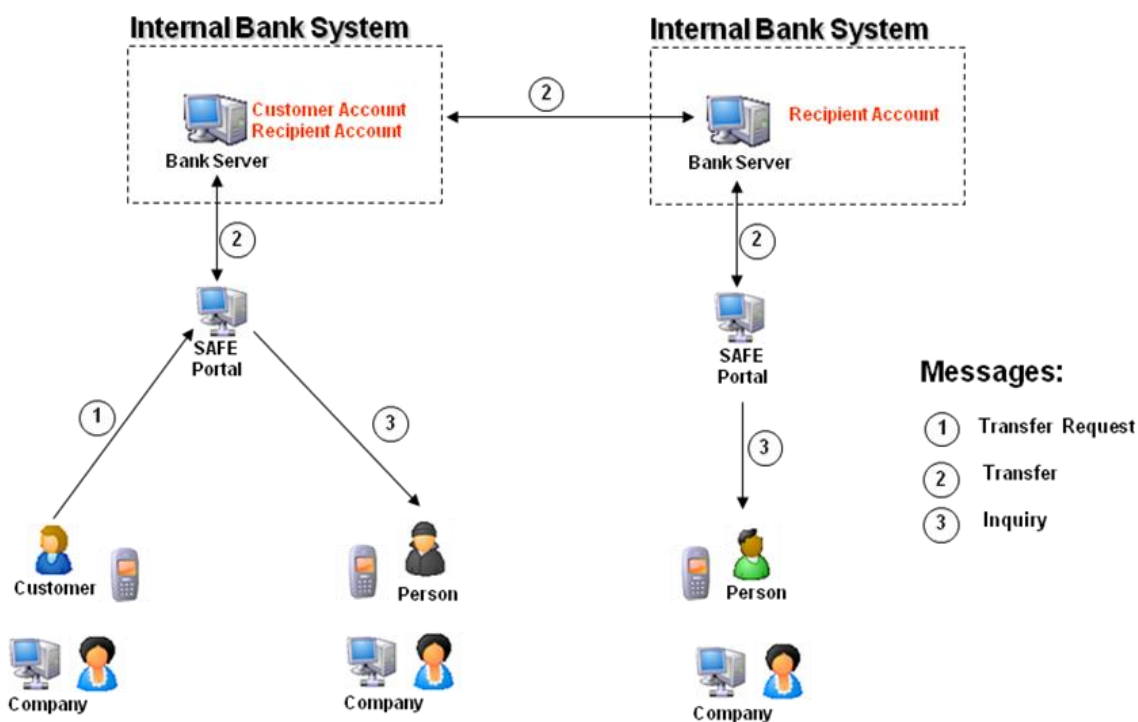 Internal Bank System
Internal Bank System
2
Customer Account
Recipient Account
Bank Server
Recipient Account
Bank Server
2
2
SAFE
Portal
SAFE
Portal
Messages:
1
3
3
1 Transfer Request
2 Transfer
3 Inquiry
Customer
Person
Person
Company
Company
Company